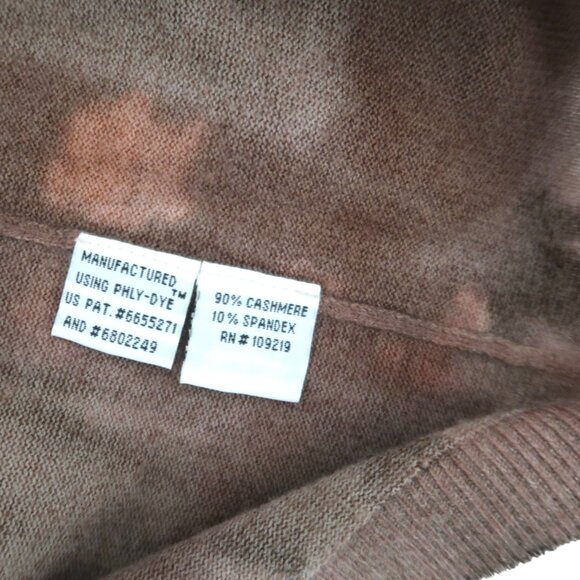 MANUFACTURED
USING PHLY-DYE™
US PAT. #6655271
AND #6802249
90% CASHMERE
10% SPANDEX
RN# 109219